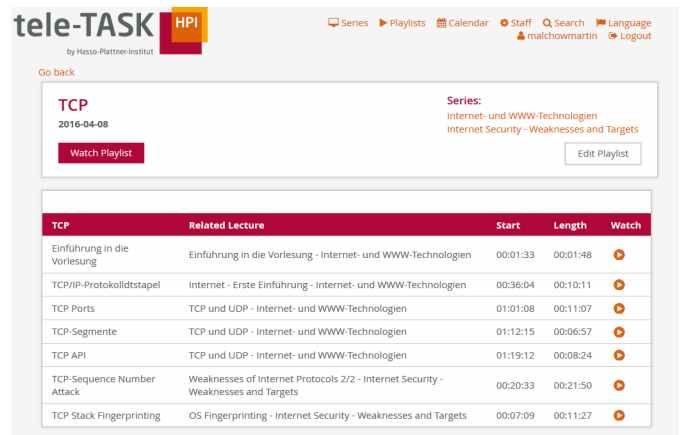 tele-TASK HPI
by Hasso-Plattner-Institut
Series Playlists Calendar Staff Search Language
malchowmartin Logout
Go back
TCP
2016-04-08
Watch Playlist
Series:
Internet- und WWW-Technologien
Internet Security - Weaknesses and Targets
Edit Playlist
TCP Related Lecture Start Length Watch
Einführung in die
Vorlesung
Einführung in die Vorlesung - Internet- und WWW-Technologien 00:01:33 00:01:48
TCP/IP-Protokolldtstapel Internet - Erste Einführung - Internet- und WWW-Technologien 00:36:04 00:10:11
TCP Ports TCP und UDP - Internet- und WWW-Technologien 01:01:08 00:11:07
TCP-Segmente TCP und UDP - Internet- und WWW-Technologien 01:12:15 00:06:57
TCP API TCP und UDP - Internet- und WWW-Technologien 01:19:12 00:08:24
TCP-Sequence Number
Attack
Weaknesses of Internet Protocols 2/2 - Internet Security -
Weaknesses and Targets
00:20:33 00:21:50
TCP Stack Fingerprinting OS Fingerprinting - Internet Security - Weaknesses and Targets 00:07:09 00:11:27